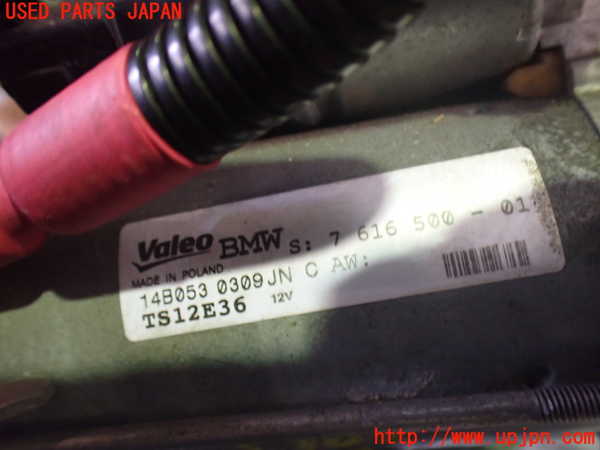 USED PARTS JAPAN
Valeo BMW S: 7 616 500 - 01
MADE IN POLAND
14B053 0309JN C AW:
TS12E36 12V
http://www.upjpn.com/